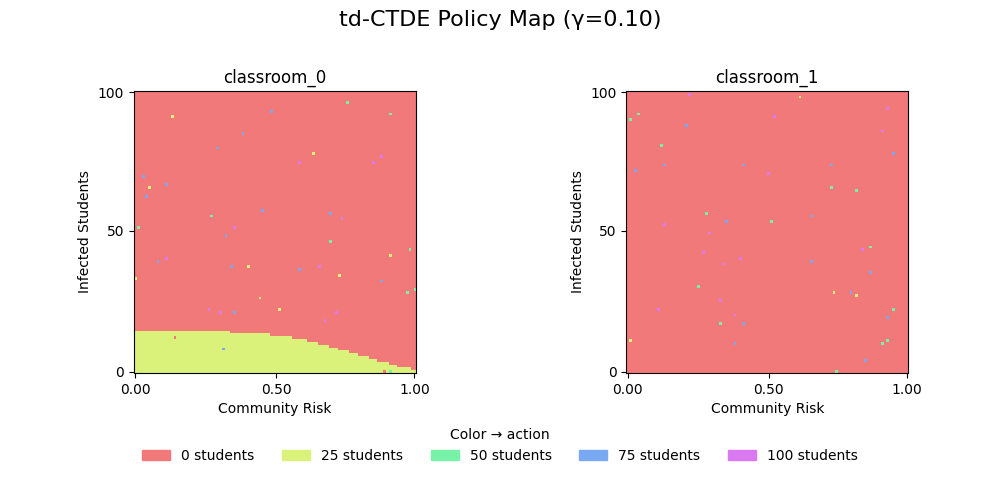 td-CTDE Policy Map (γ=0.10)
classroom_0
classroom_1
100
50
0
0.00 0.50 1.00
Infected Students
Community Risk
100
50
0
0.00 0.50 1.00
Infected Students
Community Risk
Color → action
0 students 25 students 50 students 75 students 100 students